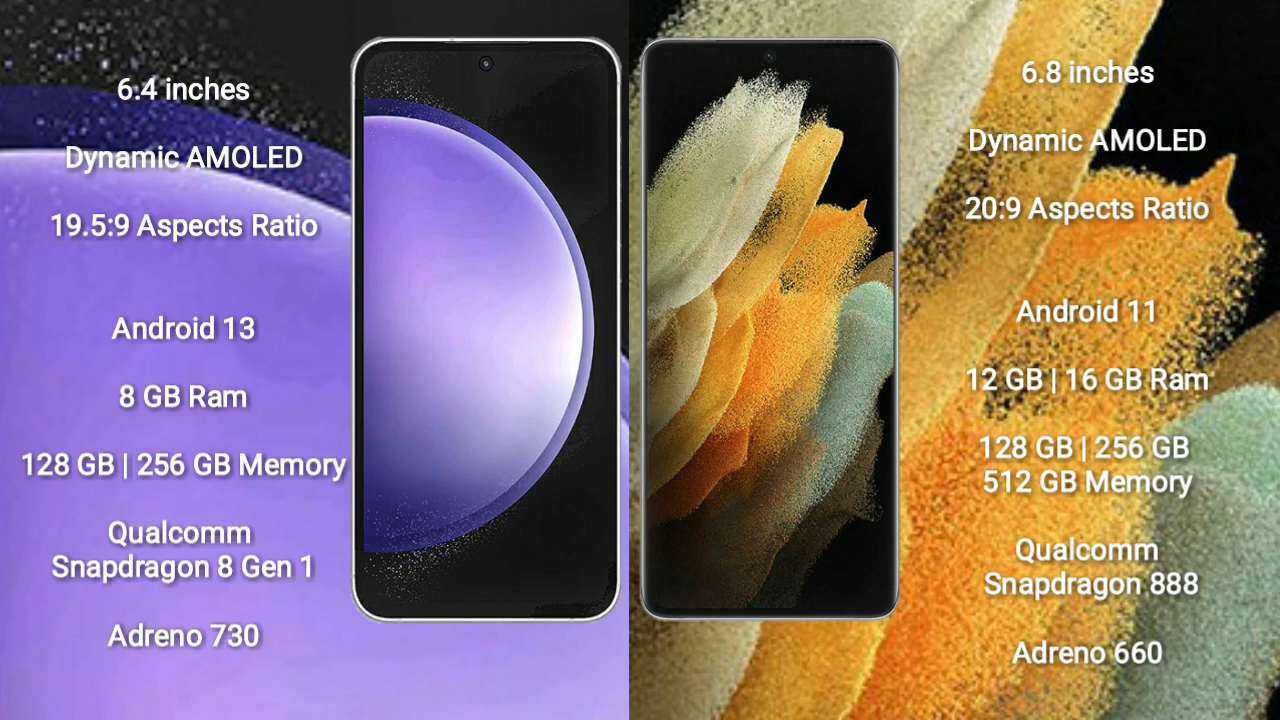 6.4 inches
Dynamic AMOLED
19.5:9 Aspects Ratio
Android 13
8 GB Ram
128 GB | 256 GB Memory
Qualcomm
Snapdragon 8 Gen 1
Adreno 730
6.8 inches
Dynamic AMOLED
20:9 Aspects Ratio
Android 11
12 GB | 16 GB Ram
128 GB | 256 GB
512 GB Memory
Qualcomm
Snapdragon 888
Adreno 660